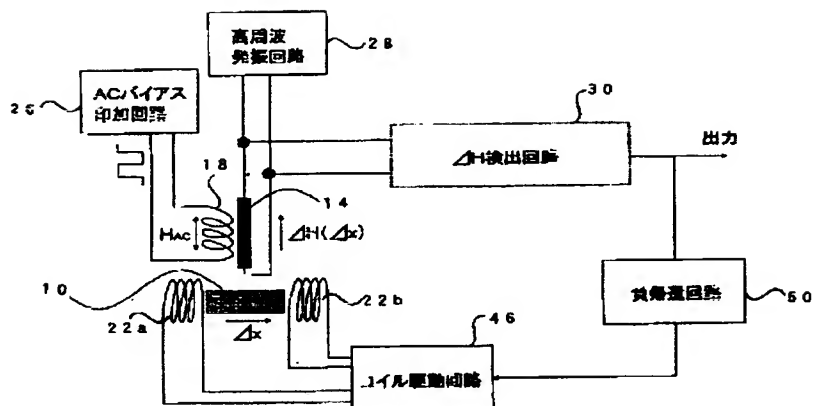 高周波
発振回路
28
ACバイアス
印加回路
26
30
ΔH検出回路
出力
18
14
HAC
ΔH(Δx)
10
22a
22b
Δx
負帰還回路
50
46
コイル駆動回路